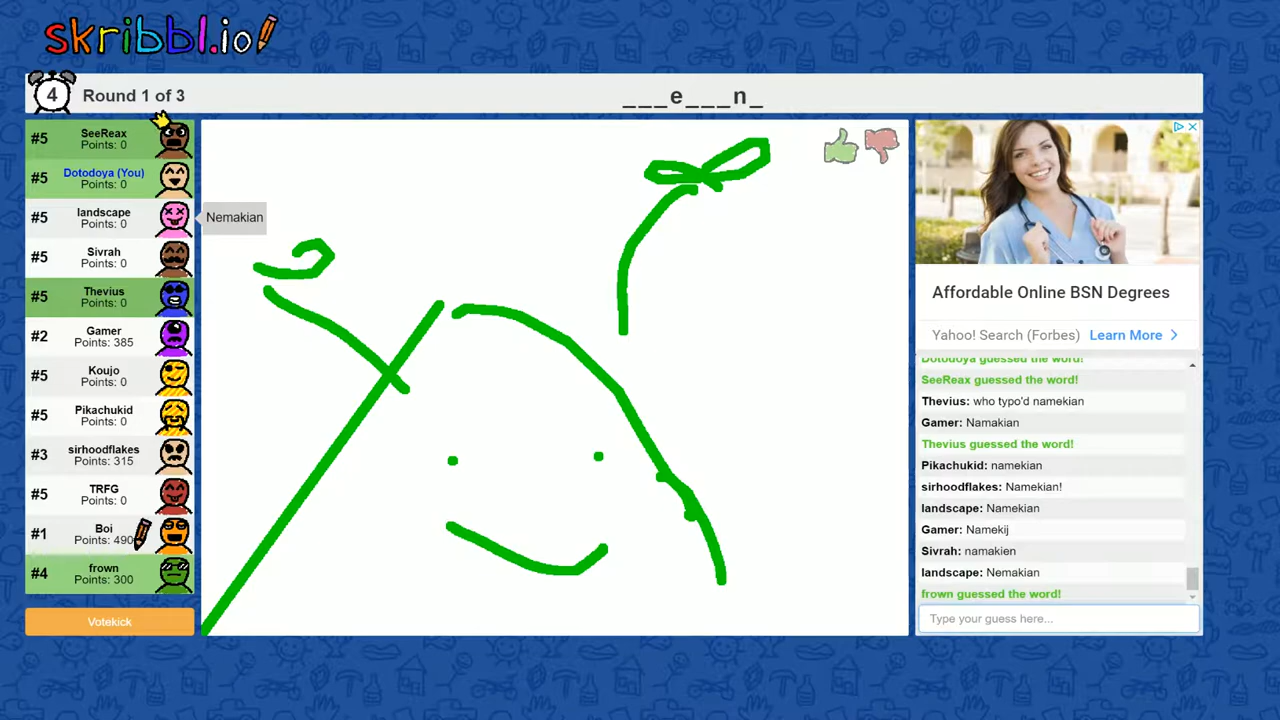 skribbl.io!
4
Round 1 of 3
___e___n_
#5 SeeReax
Points: 0
#5 Dotodoya (You)
Points: 0
#5 landscape
Points: 0
Nemakian
#5 Sivrah
Points: 0
#5 Thevius
Points: 0
#2 Gamer
Points: 385
#5 Koujo
Points: 0
#5 Pikachukid
Points: 0
#3 sirhoodflakes
Points: 315
#5 TRFG
Points: 0
#1 Boi
Points: 490
#4 frown
Points: 300
Votekick
Affordable Online BSN Degrees
Yahoo! Search (Forbes) Learn More >
Dotodoya guessed the word!
SeeReax guessed the word!
Thevius: who typo'd namekian
Gamer: Namakian
Thevius guessed the word!
Pikachukid: namekian
sirhoodflakes: Namekian!
landscape: Namekian
Gamer: Namekij
Sivrah: namakien
landscape: Nemakian
frown guessed the word!
Type your guess here...